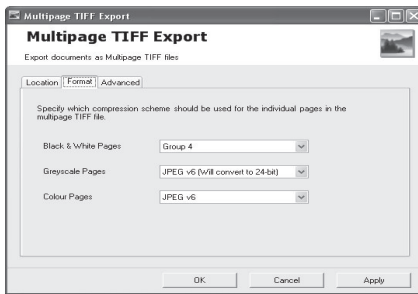 Multipage TIFF Export
Multipage TIFF Export
Export documents as Multipage TIFF files
Location Format Advanced
Specify which compression scheme should be used for the individual pages in the
multipage TIFF file.
Black & White Pages Group 4
Greyscale Pages JPEG v6 (Will convert to 24-bit)
Colour Pages JPEG v6
OK Cancel Apply